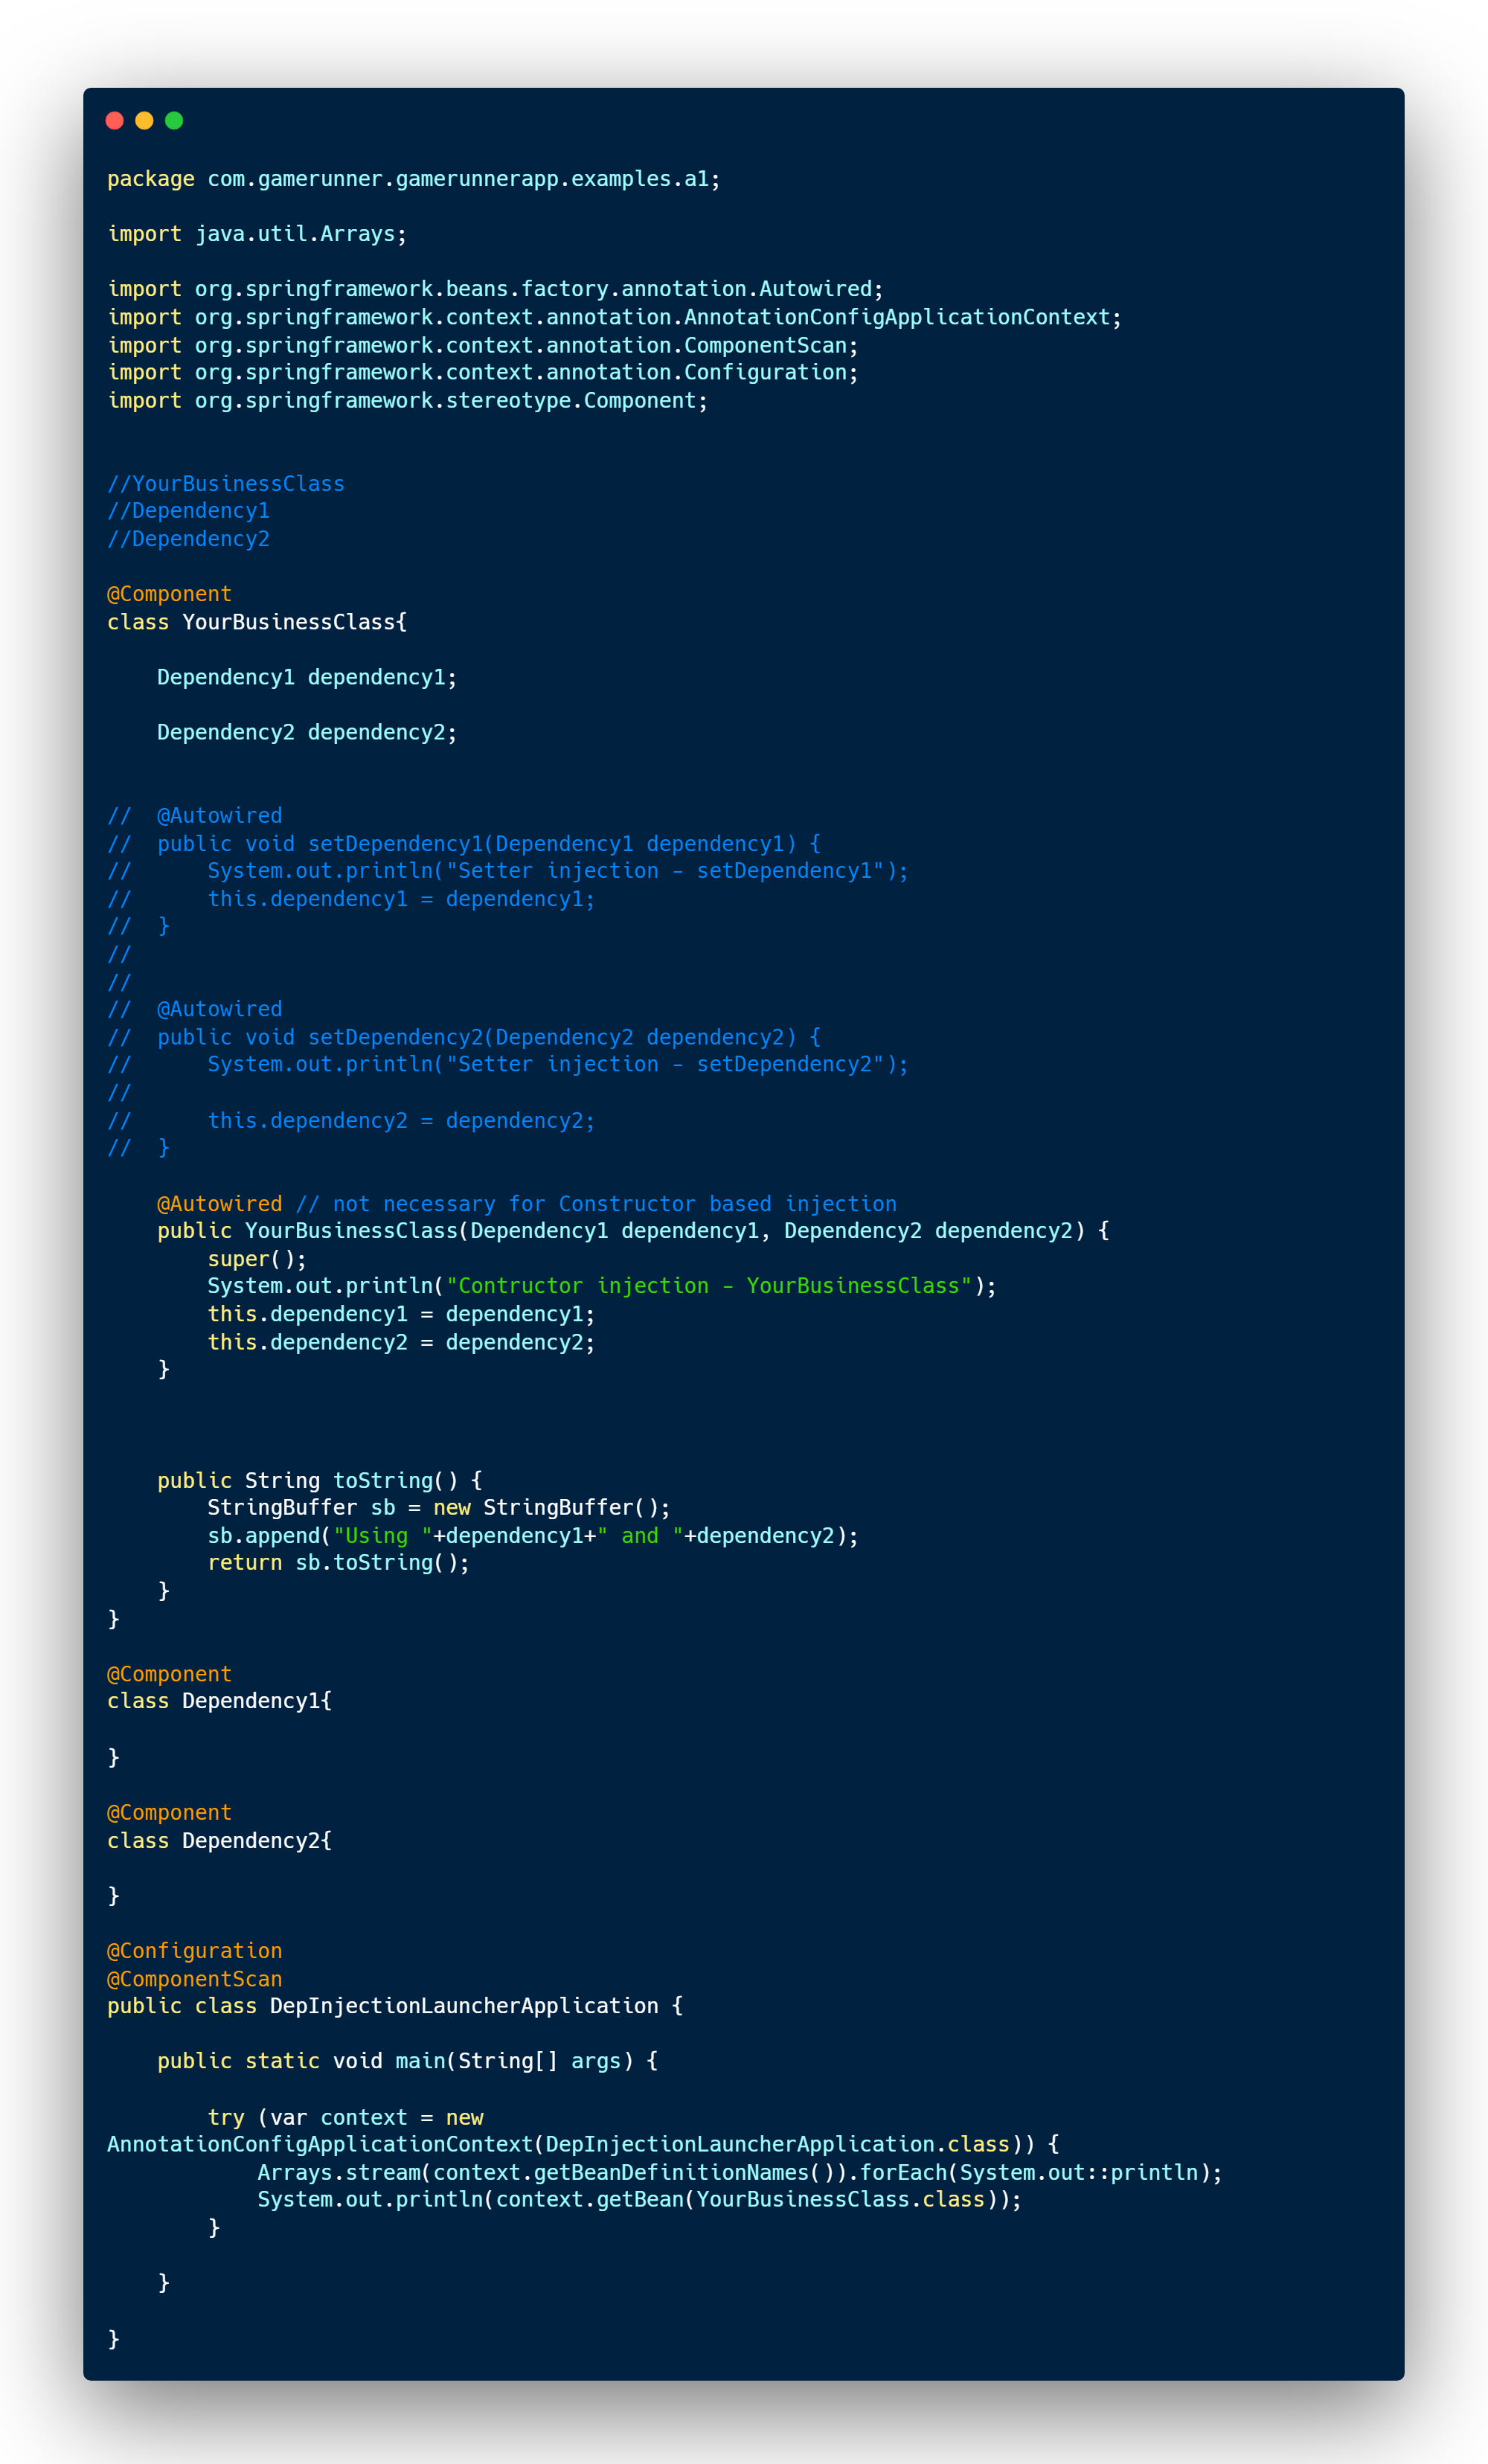 package com.gamerunner.gamerunnerapp.examples.a1;

import java.util.Arrays;

import org.springframework.beans.factory.annotation.Autowired;
import org.springframework.context.annotation.AnnotationConfigApplicationContext;
import org.springframework.context.annotation.ComponentScan;
import org.springframework.context.annotation.Configuration;
import org.springframework.stereotype.Component;


//YourBusinessClass
//Dependency1
//Dependency2

@Component
class YourBusinessClass{

    Dependency1 dependency1;

    Dependency2 dependency2;


//  @Autowired
//  public void setDependency1(Dependency1 dependency1) {
//      System.out.println("Setter injection - setDependency1");
//      this.dependency1 = dependency1;
//  }
//
//
//  @Autowired
//  public void setDependency2(Dependency2 dependency2) {
//      System.out.println("Setter injection - setDependency2");
//
//      this.dependency2 = dependency2;
//  }

    @Autowired // not necessary for Constructor based injection
    public YourBusinessClass(Dependency1 dependency1, Dependency2 dependency2) {
        super();
        System.out.println("Contructor injection - YourBusinessClass");
        this.dependency1 = dependency1;
        this.dependency2 = dependency2;
    }



    public String toString() {
        StringBuffer sb = new StringBuffer();
        sb.append("Using "+dependency1+" and "+dependency2);
        return sb.toString();
    }
}

@Component
class Dependency1{

}

@Component
class Dependency2{

}

@Configuration
@ComponentScan
public class DepInjectionLauncherApplication {

    public static void main(String[] args) {

        try (var context = new
AnnotationConfigApplicationContext(DepInjectionLauncherApplication.class)) {
            Arrays.stream(context.getBeanDefinitionNames()).forEach(System.out::println);
            System.out.println(context.getBean(YourBusinessClass.class));
        }

    }

}